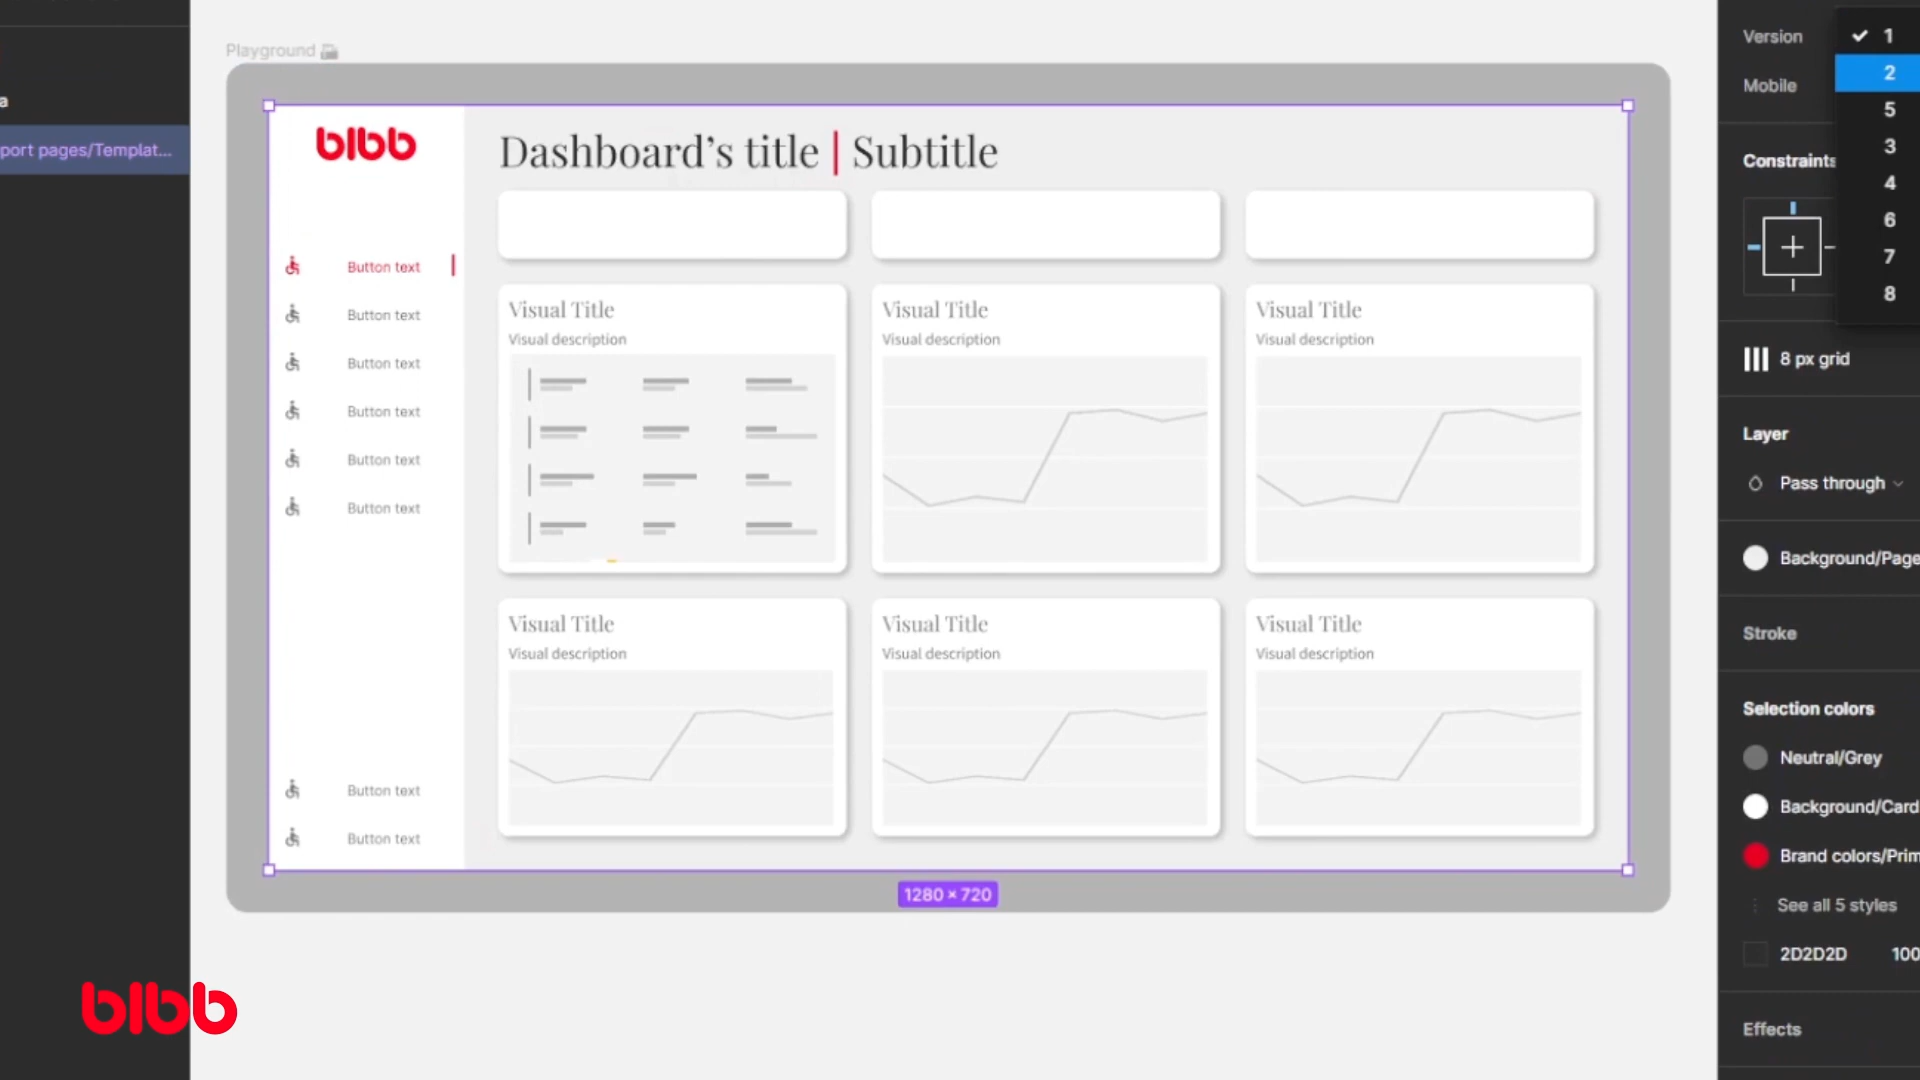 Playground
a
port pages/Templat...
blbb
Dashboard's title | Subtitle
Button text
Button text
Button text
Button text
Button text
Button text
Button text
Button text
Visual Title
Visual description
Visual Title
Visual description
Visual Title
Visual description
Visual Title
Visual description
Visual Title
Visual description
Visual Title
Visual description
1280 × 720
blbb
Version
1
2
5
3
4
6
7
8
Mobile
Constraints
8 px grid
Layer
Pass through
Background/Page
Stroke
Selection colors
Neutral/Grey
Background/Card
Brand colors/Prim
See all 5 styles
2D2D2D 100
Effects